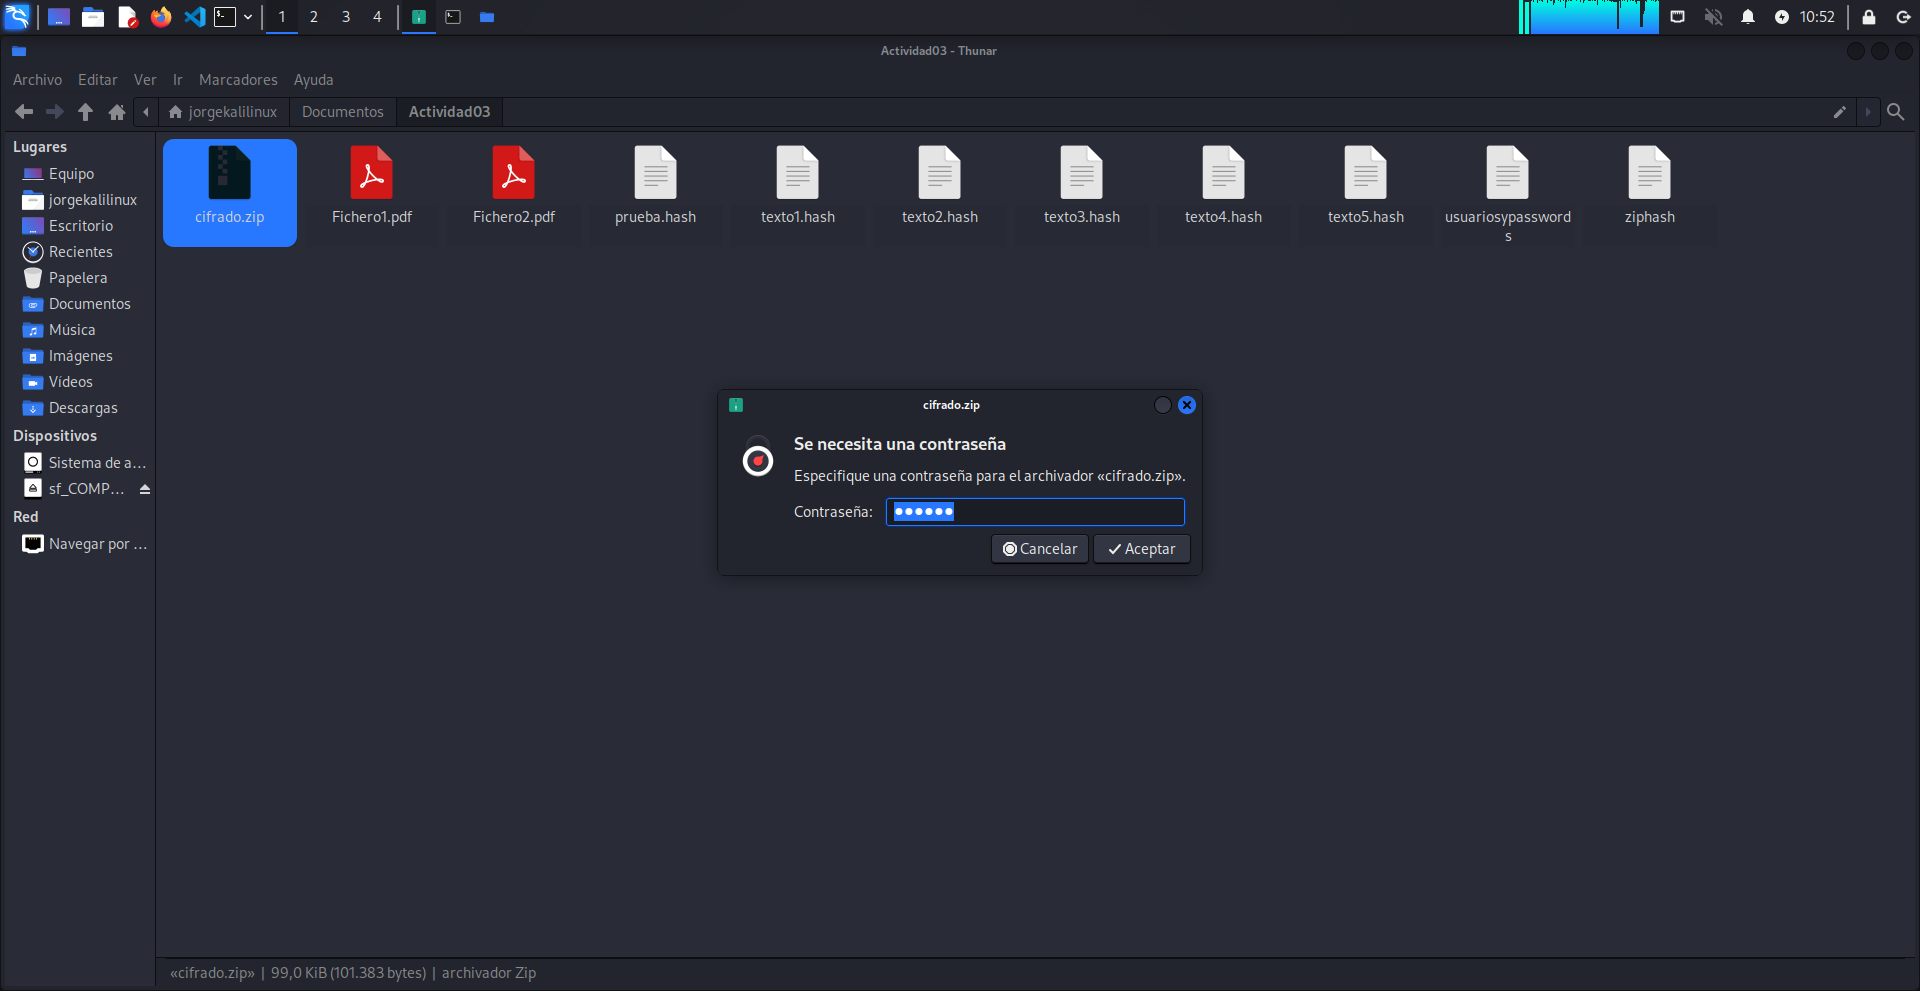 1 2 3 4 10:52
Actividad03 - Thunar
Archivo Editar Ver Ir Marcadores Ayuda
jorgekalilinux Documentos Actividad03
Lugares
Equipo
jorgekalilinux
Escritorio
Recientes
Papelera
Documentos
Música
Imágenes
Vídeos
Descargas
Dispositivos
Sistema de a...
sf_COMP...
Red
Navegar por ...
cifrado.zip
Fichero1.pdf
Fichero2.pdf
prueba.hash
texto1.hash
texto2.hash
texto3.hash
texto4.hash
texto5.hash
usuariosypassword
s
ziphash
cifrado.zip
Se necesita una contraseña
Especifique una contraseña para el archivador «cifrado.zip».
Contraseña: ●●●●●●
Cancelar Aceptar
«cifrado.zip» | 99,0 KiB (101.383 bytes) | archivador Zip